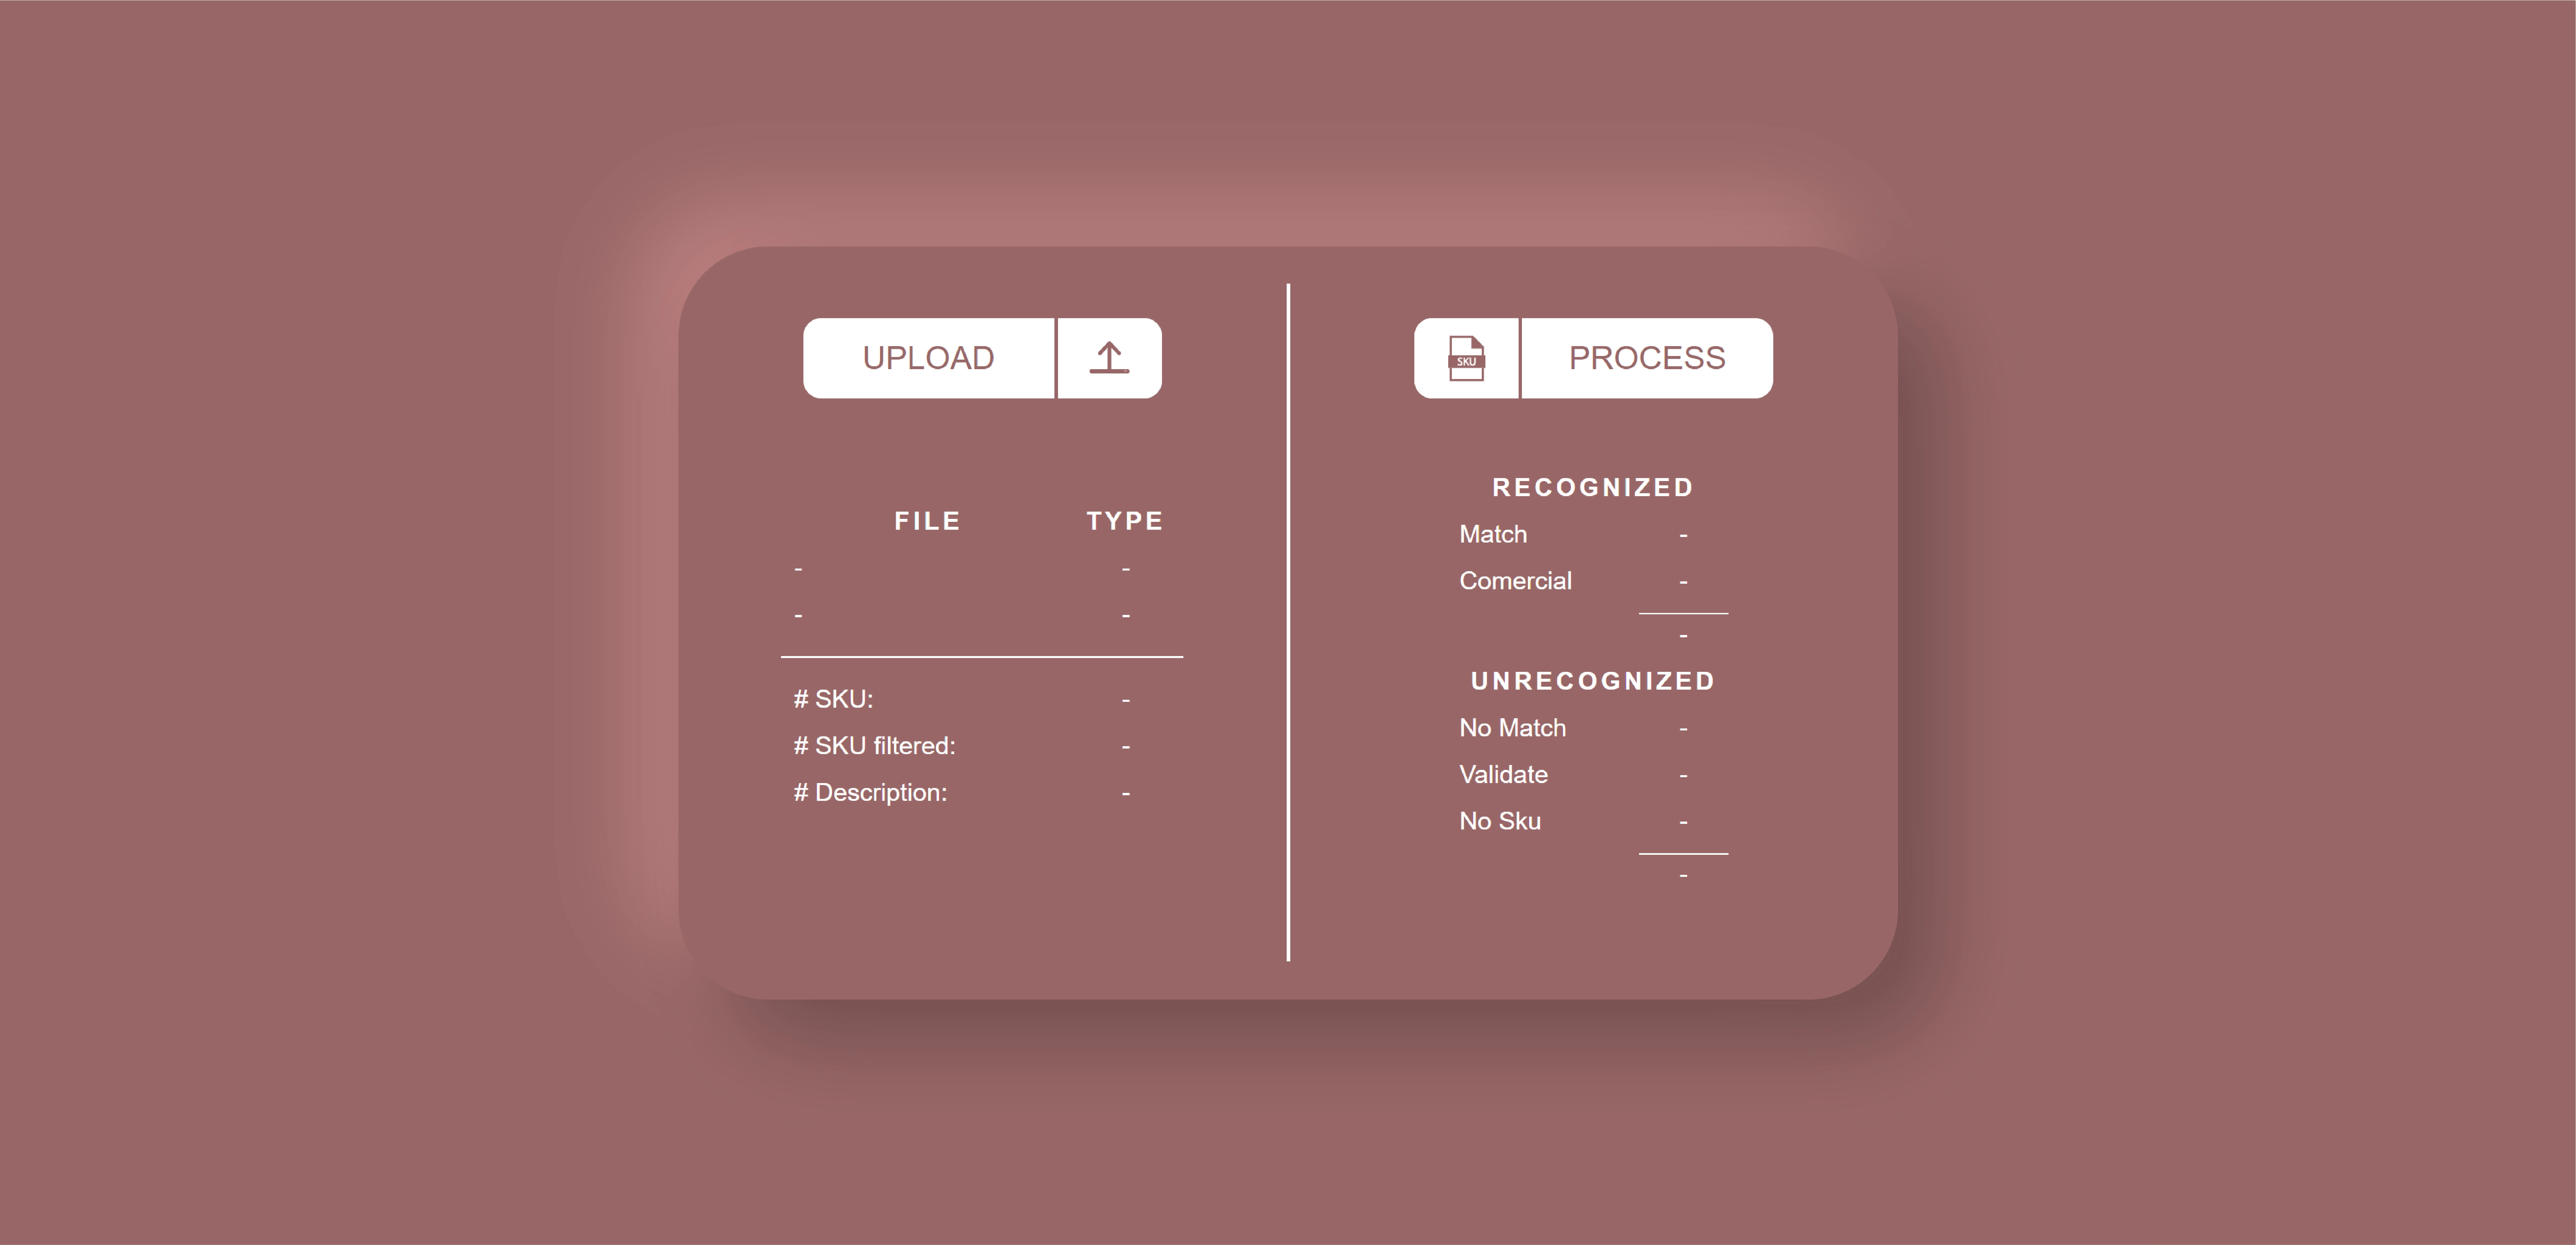 UPLOAD
FILE TYPE
- -
- -
# SKU: -
# SKU filtered: -
# Description: -
SKU PROCESS
RECOGNIZED
Match -
Comercial -
-
UNRECOGNIZED
No Match -
Validate -
No Sku -
-